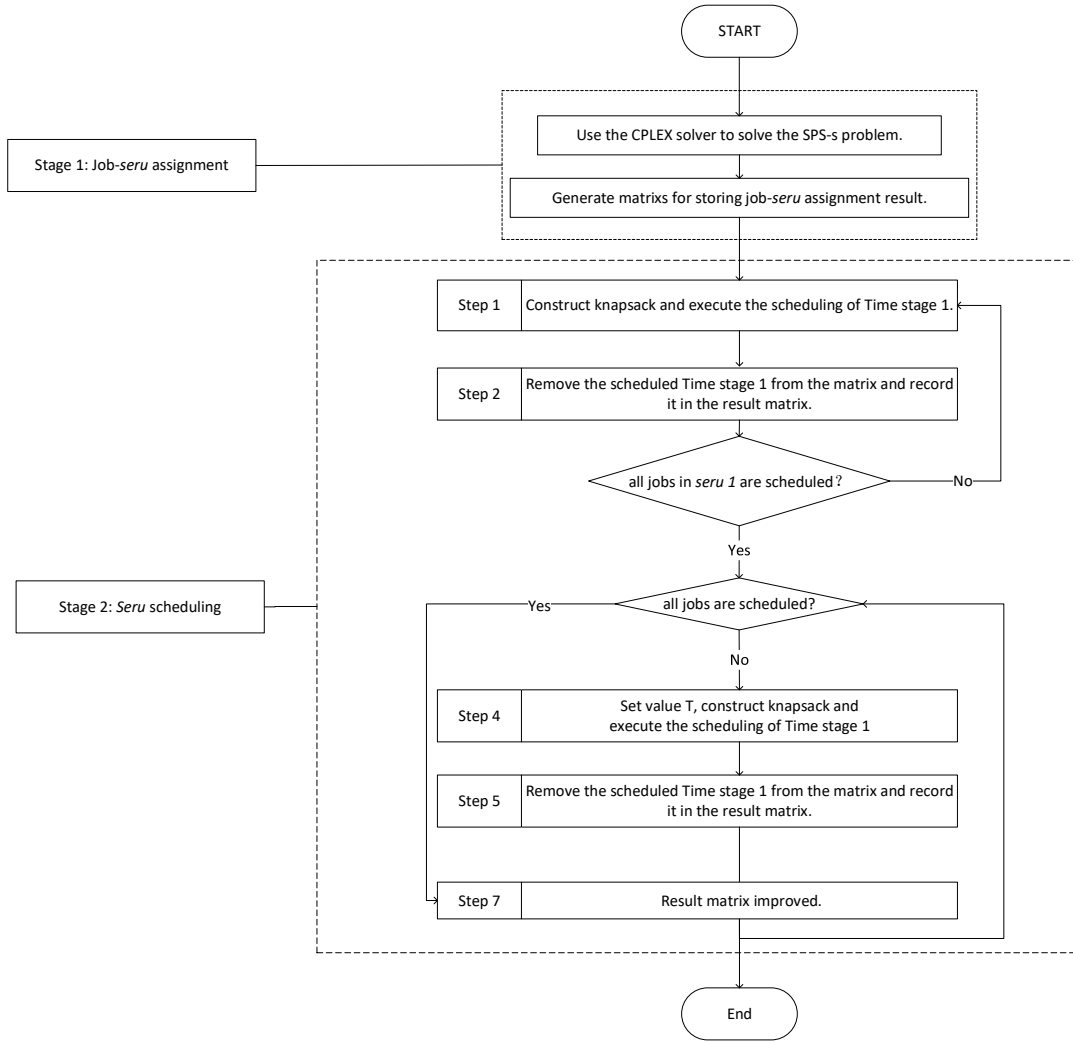 START
Use the CPLEX solver to solve the SPS-s problem.
Stage 1: Job-seru assignment
Generate matrixs for storing job-seru assignment result.
Step 1
Construct knapsack and execute the scheduling of Time stage 1.
Step 2
Remove the scheduled Time stage 1 from the matrix and record
it in the result matrix.
all jobs in seru 1 are scheduled？
No
Yes
Stage 2: Seru scheduling
Yes
all jobs are scheduled?
No
Step 4
Set value T, construct knapsack and
execute the scheduling of Time stage 1
Step 5
Remove the scheduled Time stage 1 from the matrix and record
it in the result matrix.
Step 7
Result matrix improved.
End